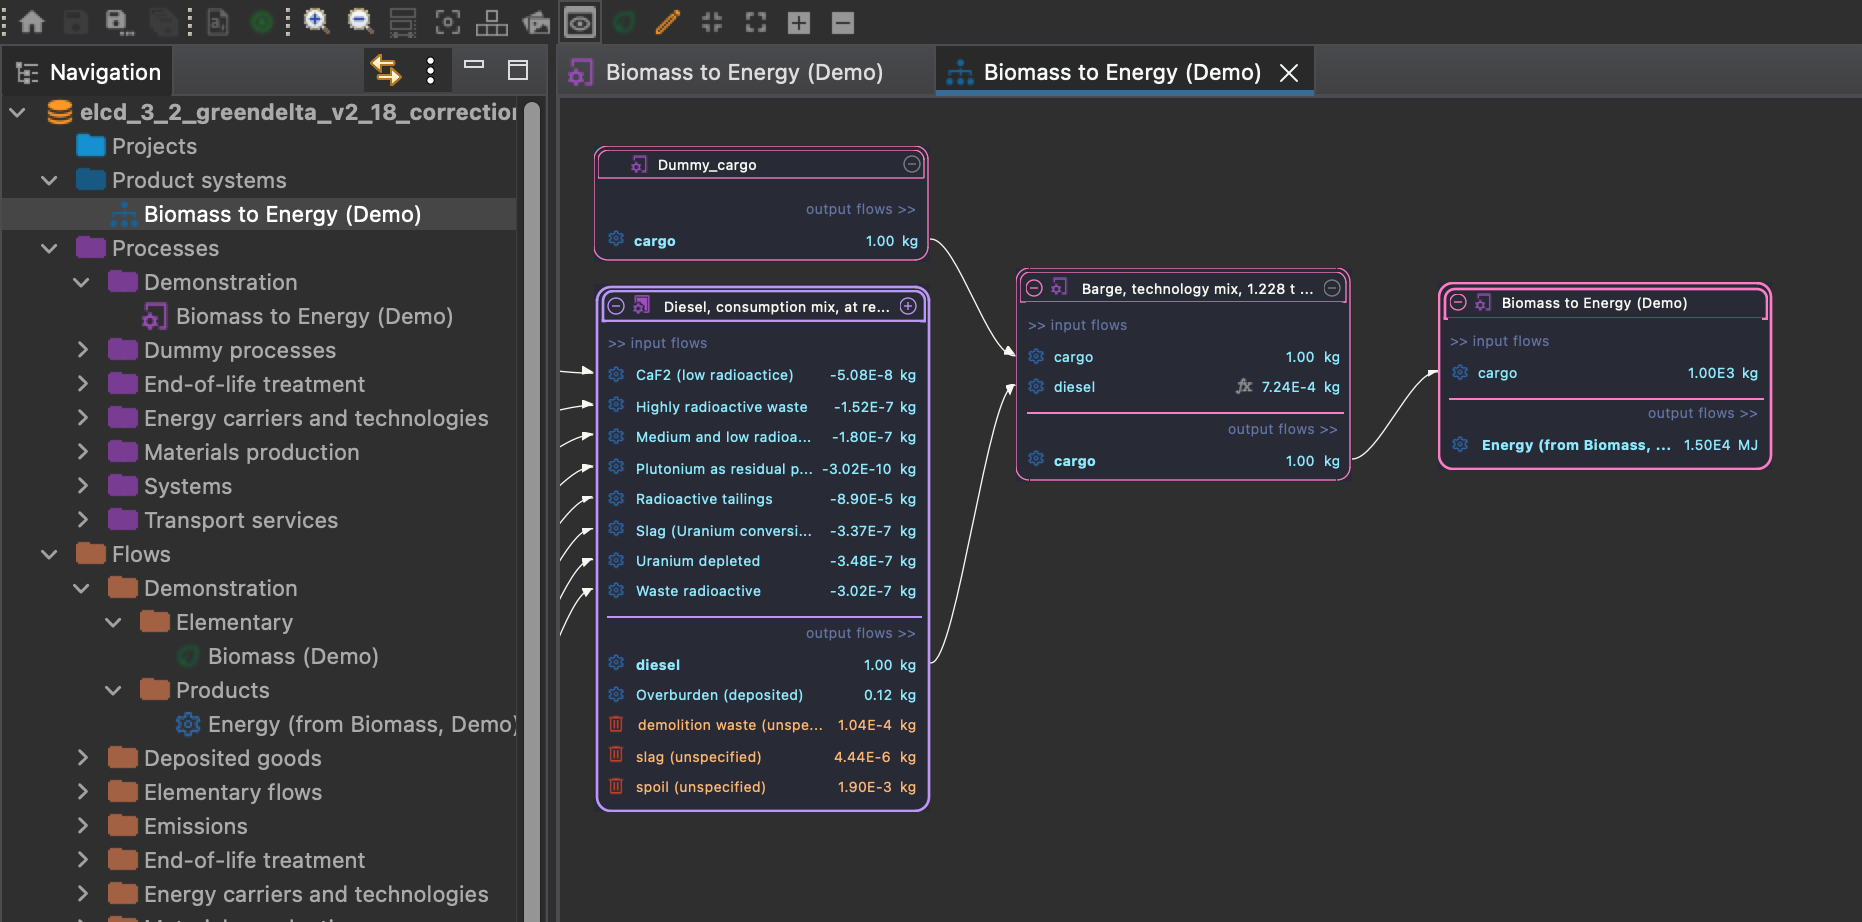 Navigation
elcd_3_2_greendelta_v2_18_correction
Projects
Product systems
Biomass to Energy (Demo)
Processes
Demonstration
Biomass to Energy (Demo)
Dummy processes
End-of-life treatment
Energy carriers and technologies
Materials production
Systems
Transport services
Flows
Demonstration
Elementary
Biomass (Demo)
Products
Energy (from Biomass, Demo)
Deposited goods
Elementary flows
Emissions
End-of-life treatment
Energy carriers and technologies
Biomass to Energy (Demo)
Biomass to Energy (Demo)
Dummy_cargo
output flows >>
cargo 1.00 kg
Diesel, consumption mix, at re...
>> input flows
CaF2 (low radioactice) -5.08E-8 kg
Highly radioactive waste -1.52E-7 kg
Medium and low radioa... -1.80E-7 kg
Plutonium as residual p... -3.02E-10 kg
Radioactive tailings -8.90E-5 kg
Slag (Uranium conversi... -3.37E-7 kg
Uranium depleted -3.48E-7 kg
Waste radioactive -3.02E-7 kg
output flows >>
diesel 1.00 kg
Overburden (deposited) 0.12 kg
demolition waste (unspe... 1.04E-4 kg
slag (unspecified) 4.44E-6 kg
spoil (unspecified) 1.90E-3 kg
Barge, technology mix, 1.228 t ...
>> input flows
cargo 1.00 kg
diesel fx 7.24E-4 kg
output flows >>
cargo 1.00 kg
Biomass to Energy (Demo)
>> input flows
cargo 1.00E3 kg
output flows >>
Energy (from Biomass, ... 1.50E4 MJ